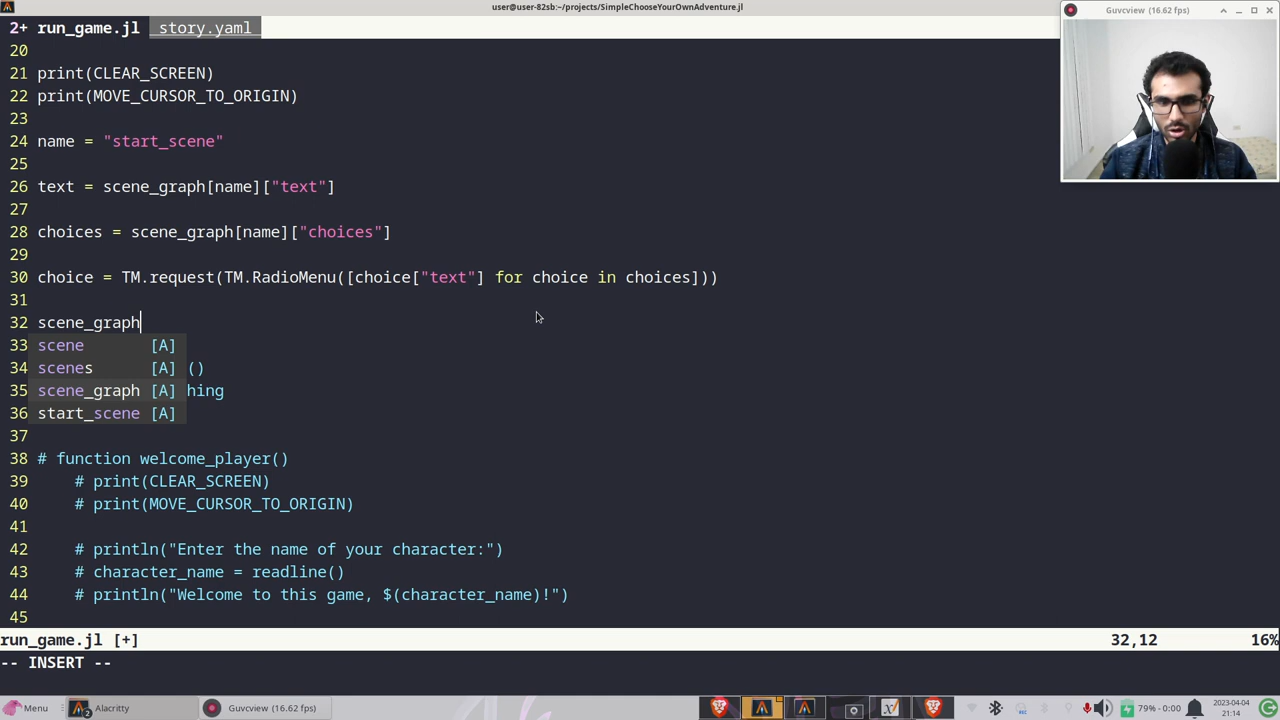 user@user-82sb:~/projects/SimpleChooseYourOwnAdventure.jl
2+ run_game.jl story.yaml
Guvcview (16.62 fps)
20
21 print(CLEAR_SCREEN)
22 print(MOVE_CURSOR_TO_ORIGIN)
23
24 name = "start_scene"
25
26 text = scene_graph[name]["text"]
27
28 choices = scene_graph[name]["choices"]
29
30 choice = TM.request(TM.RadioMenu([choice["text"] for choice in choices]))
31
32 scene_graph
33 scene [A]
34 scenes [A] ()
35 scene_graph [A] hing
36 start_scene [A]
37
38 # function welcome_player()
39 # print(CLEAR_SCREEN)
40 # print(MOVE_CURSOR_TO_ORIGIN)
41
42 # println("Enter the name of your character:")
43 # character_name = readline()
44 # println("Welcome to this game, $(character_name)!")
45
run_game.jl [+] 32,12 16%
-- INSERT --
Menu Alacritty Guvcview (16.62 fps) 79% - 0:00 2023-04-04
21:14